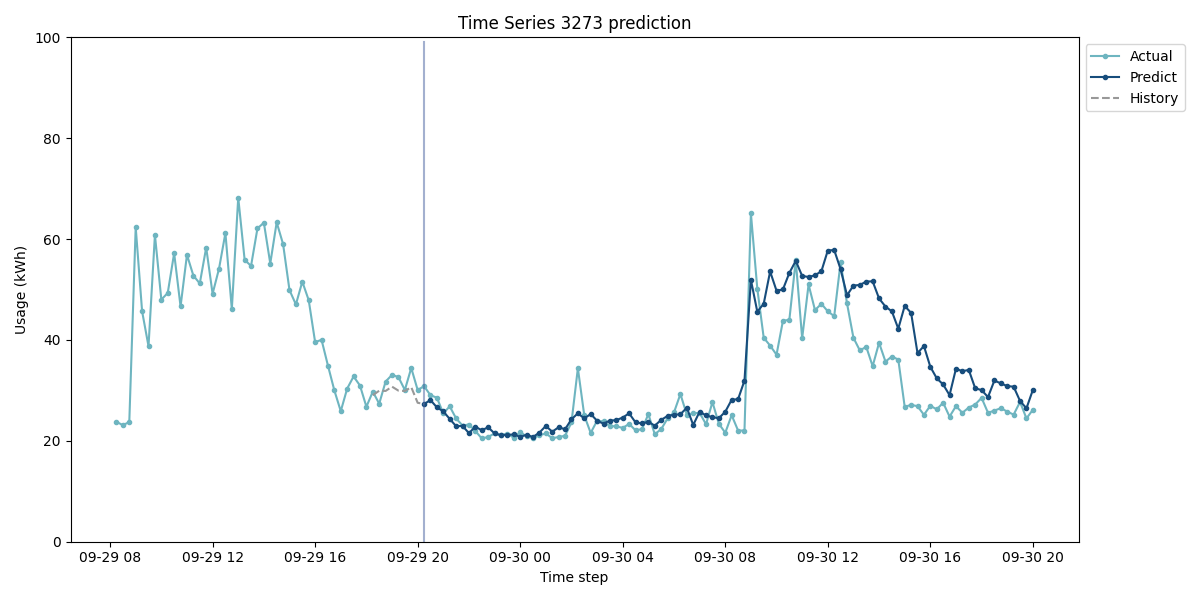 Time Series 3273 prediction
100
80
60
40
20
0
Usage (kWh)
09-29 08
09-29 12
09-29 16
09-29 20
09-30 00
09-30 04
09-30 08
09-30 12
09-30 16
09-30 20
Time step
Actual
Predict
History